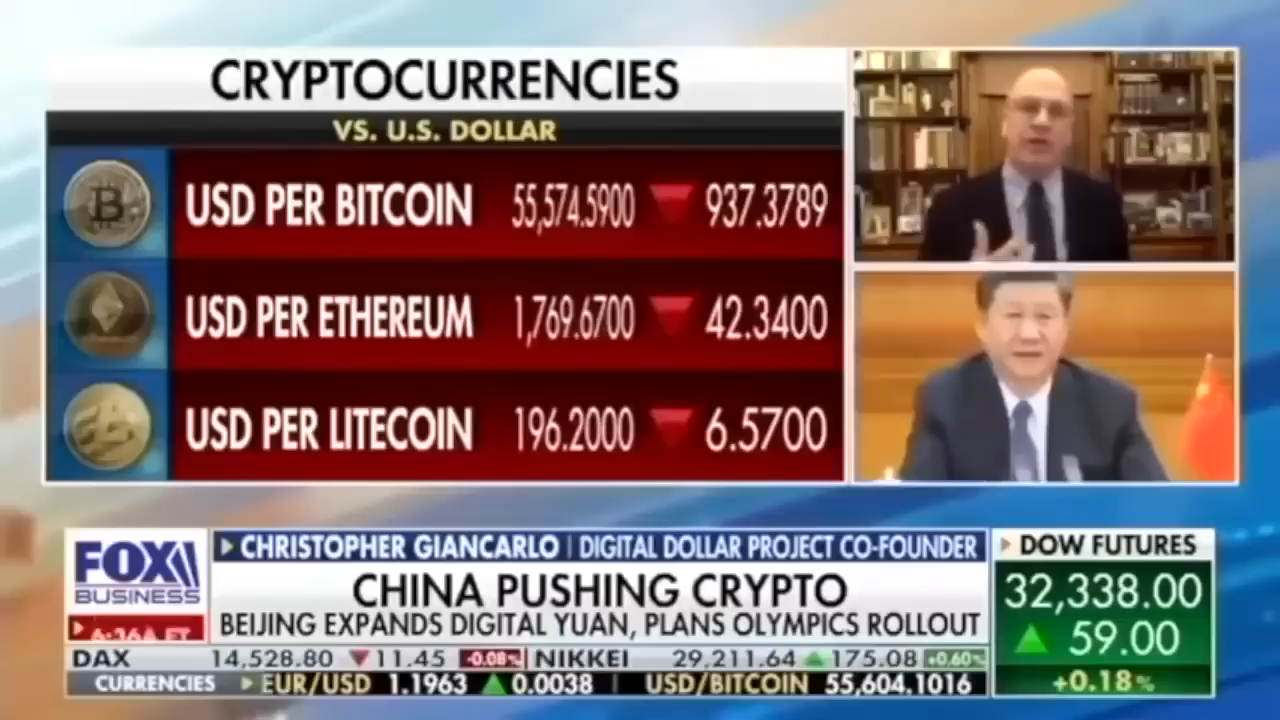 CRYPTOCURRENCIES
VS. U.S. DOLLAR
USD PER BITCOIN 55,574.5900 937.3789
USD PER ETHEREUM 1,769.6700 42.3400
USD PER LITECOIN 196.2000 6.5700
FOX BUSINESS
CHRISTOPHER GIANCARLO | DIGITAL DOLLAR PROJECT CO-FOUNDER
CHINA PUSHING CRYPTO
BEIJING EXPANDS DIGITAL YUAN, PLANS OLYMPICS ROLLOUT
6:36A ET
DOW FUTURES
32,338.00
59.00
+0.18%
DAX 14,528.80 11.45 -0.08% NIKKEI 29,211.64 175.08 +0.60%
CURRENCIES EUR/USD 1.1963 0.0038 | USD/BITCOIN 55,604.1016